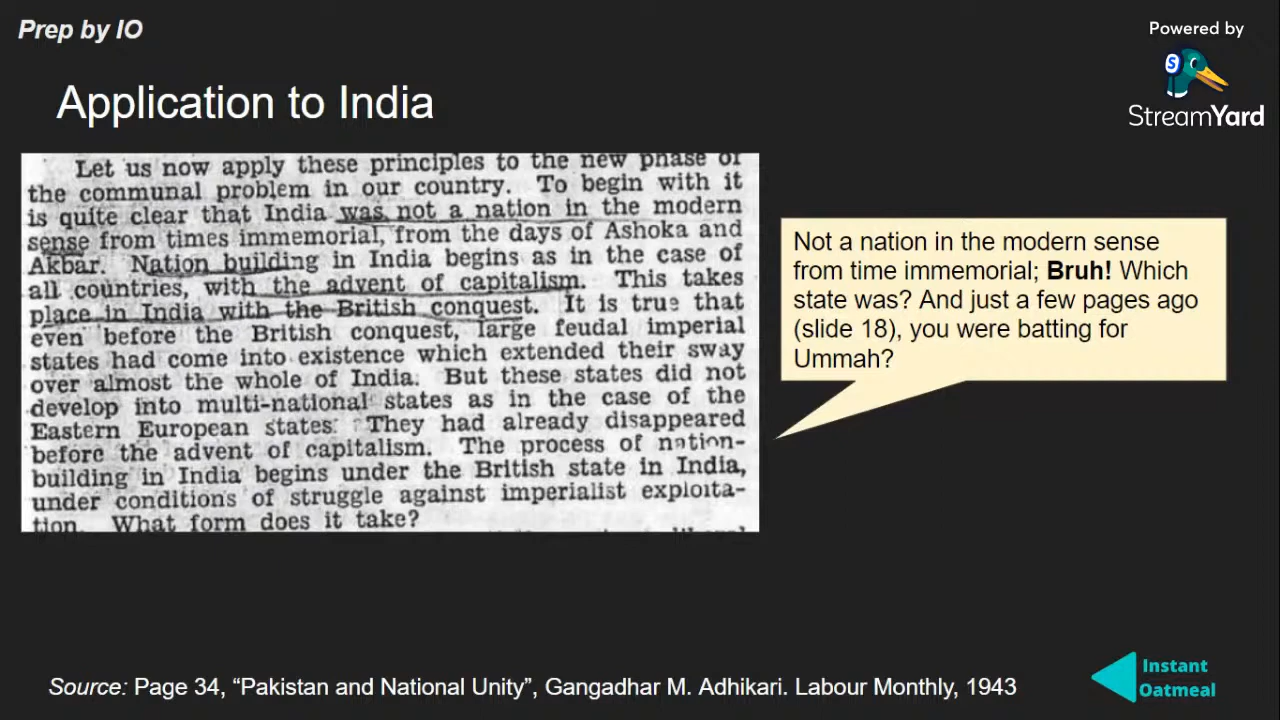 Prep by IO
Powered by
StreamYard
Application to India
Let us now apply these principles to the new phase of
the communal problem in our country. To begin with it
is quite clear that India was not a nation in the modern
sense from times immemorial, from the days of Ashoka and
Akbar. Nation building in India begins as in the case of
all countries, with the advent of capitalism. This takes
place in India with the British conquest. It is true that
even before the British conquest, large feudal imperial
states had come into existence which extended their sway
over almost the whole of India. But these states did not
develop into multi-national states as in the case of the
Eastern European states. They had already disappeared
before the advent of capitalism. The process of nation-
building in India begins under the British state in India,
under conditions of struggle against imperialist exploita-
tion. What form does it take?
Not a nation in the modern sense
from time immemorial; Bruh! Which
state was? And just a few pages ago
(slide 18), you were batting for
Ummah?
Source: Page 34, “Pakistan and National Unity”, Gangadhar M. Adhikari. Labour Monthly, 1943
Instant
Oatmeal